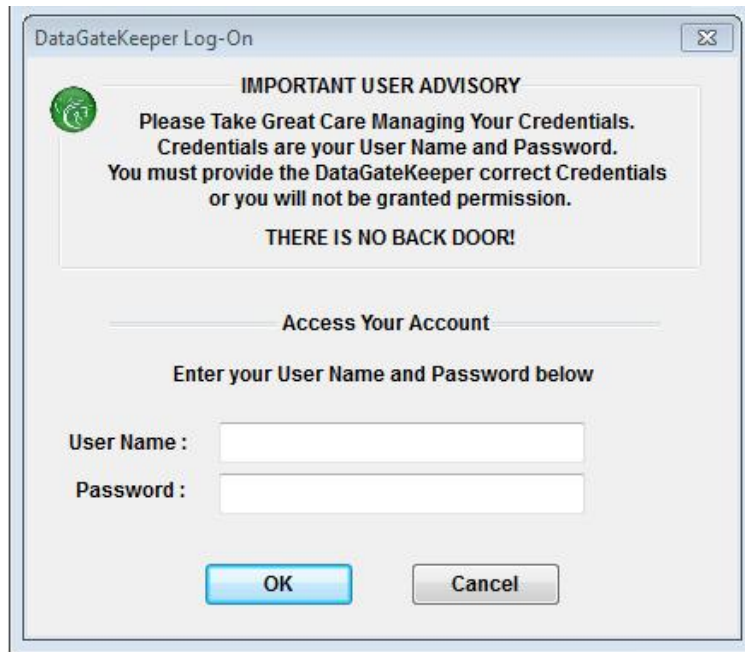 DataGateKeeper Log-On
IMPORTANT USER ADVISORY
Please Take Great Care Managing Your Credentials.
Credentials are your User Name and Password.
You must provide the DataGateKeeper correct Credentials
or you will not be granted permission.
THERE IS NO BACK DOOR!
Access Your Account
Enter your User Name and Password below
User Name :
Password :
OK Cancel